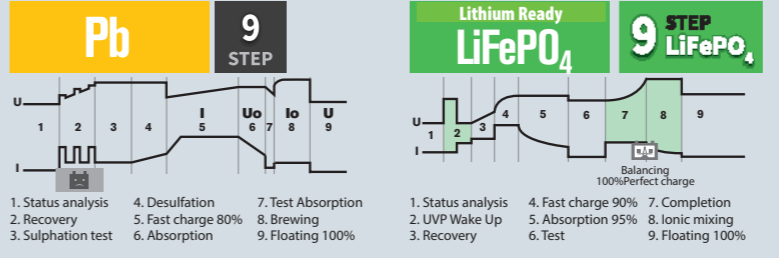 Pb
9
STEP
U
I Uo Io U
1 2 3 4 5 6 7 8 9
I
1. Status analysis
2. Recovery
3. Sulphation test
4. Desulfation
5. Fast charge 80%
6. Absorption
7. Test Absorption
8. Brewing
9. Floating 100%
Lithium Ready
LiFePO4
9 STEP
LiFePO4
U
1 2 3 4 5 6 7 8 9
I
Balancing
100%Perfect charge
1. Status analysis
2. UVP Wake Up
3. Recovery
4. Fast charge 90%
5. Absorption 95%
6. Test
7. Completion
8. Ionic mixing
9. Floating 100%